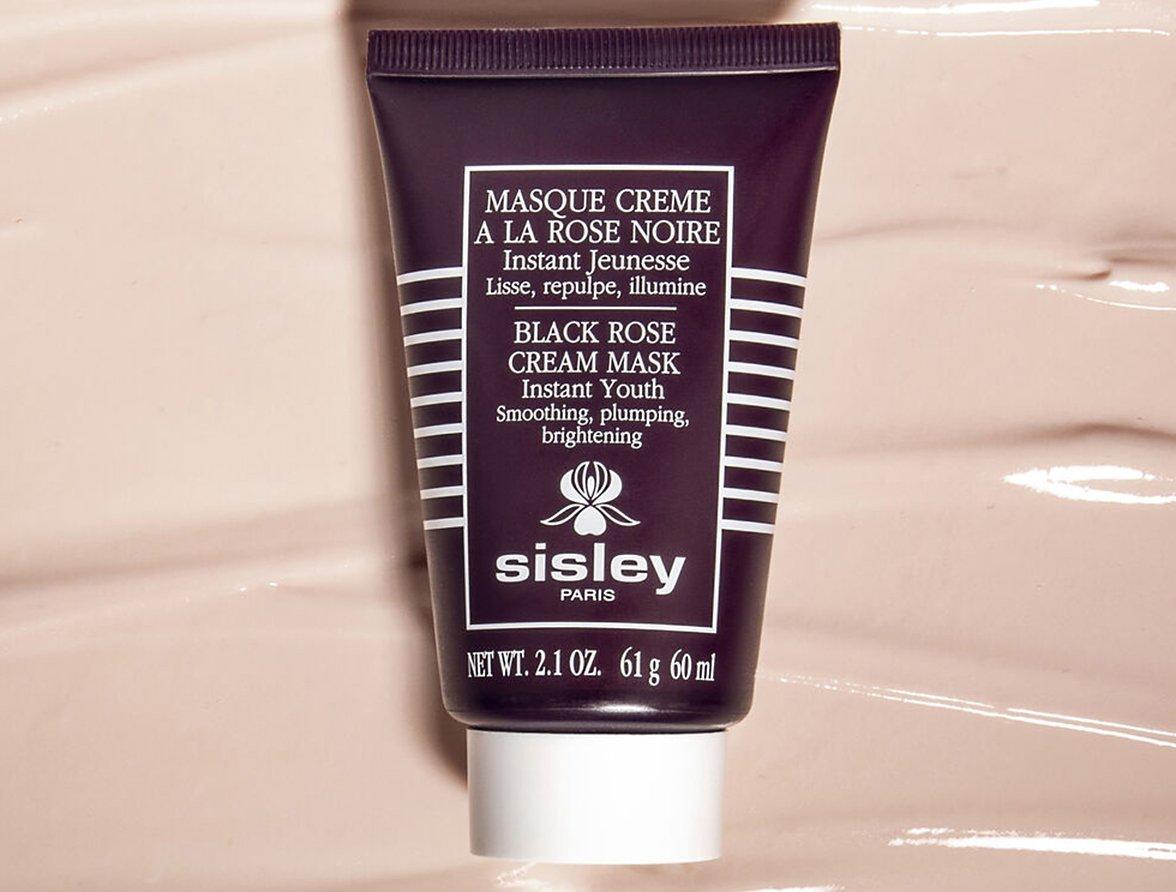 MASQUE CREME
A LA ROSE NOIRE
Instant Jeunesse
Lisse, repulpe, illumine
BLACK ROSE
CREAM MASK
Instant Youth
Smoothing, plumping,
brightening
sisley
PARIS
NET WT. 2.1 OZ. 61 g 60 ml